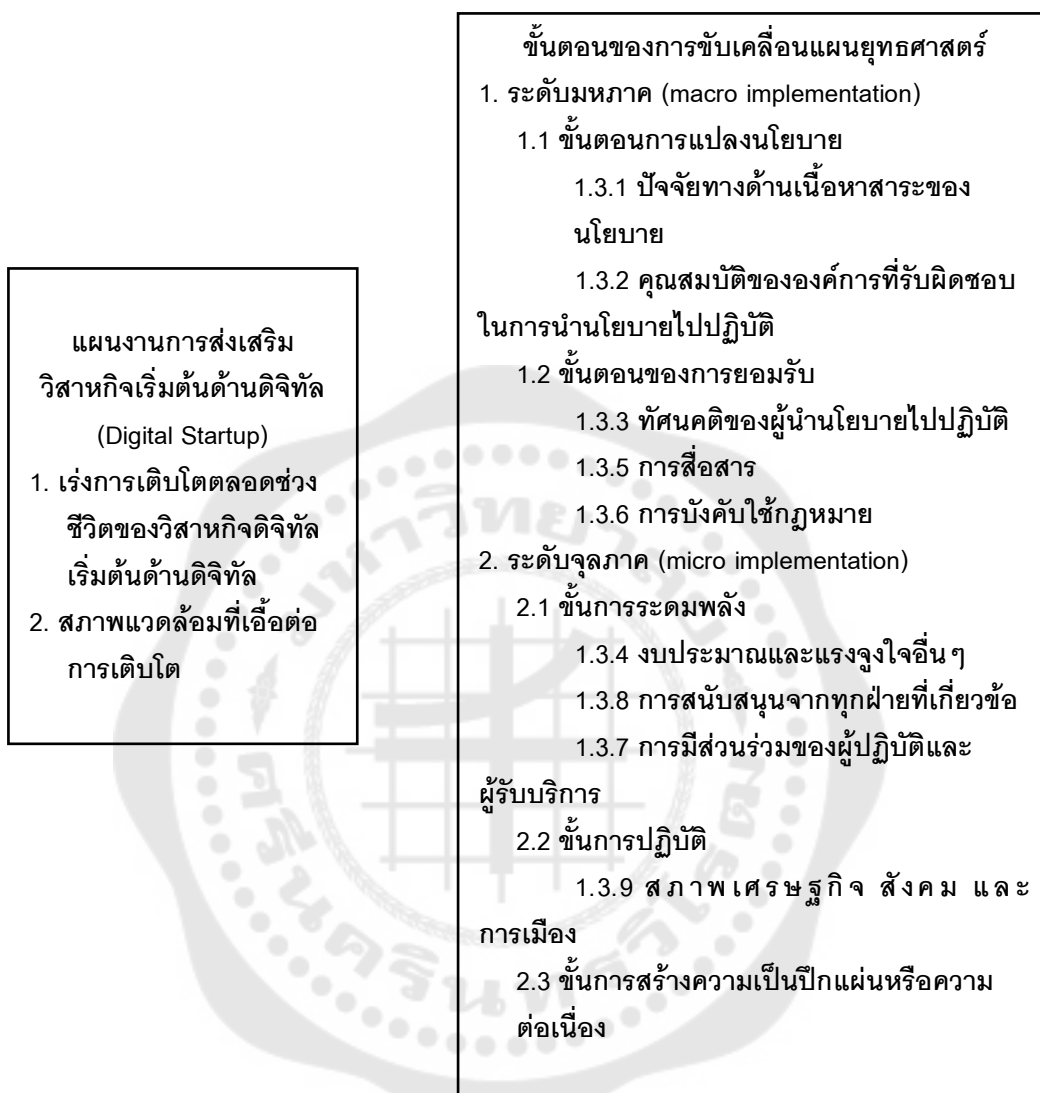 แผนงานการส่งเสริม
วิสาหกิจเริ่มต้นด้านดิจิทัล
(Digital Startup)
1. เร่งการเติบโตตลอดช่วง
ชีวิตของวิสาหกิจดิจิทัล
เริ่มต้นด้านดิจิทัล
2. สภาพแวดล้อมที่เอื้อต่อ
การเติบโต
ขั้นตอนของการขับเคลื่อนแผนยุทธศาสตร์
1. ระดับมหภาค (macro implementation)
1.1 ขั้นตอนการแปลงนโยบาย
1.3.1 ปัจจัยทางด้านเนื้อหาสาระของ
นโยบาย
1.3.2 คุณสมบัติขององค์การที่รับผิดชอบ
ในการนำนโยบายไปปฏิบัติ
1.2 ขั้นตอนของการยอมรับ
1.3.3 ทัศนคติของผู้นำนโยบายไปปฏิบัติ
1.3.5 การสื่อสาร
1.3.6 การบังคับใช้กฎหมาย
2. ระดับจุลภาค (micro implementation)
2.1 ขั้นการระดมพลัง
1.3.4 งบประมาณและแรงจูงใจอื่นๆ
1.3.8 การสนับสนุนจากทุกฝ่ายที่เกี่ยวข้อ
1.3.7 การมีส่วนร่วมของผู้ปฏิบัติและ
ผู้รับบริการ
2.2 ขั้นการปฏิบัติ
1.3.9 สภาพเศรษฐกิจ สังคม และ
การเมือง
2.3 ขั้นการสร้างความเป็นปึกแผ่นหรือความ
ต่อเนื่อง
มหาวิทยาลัย
ศรีนครินทรวิโรฒ